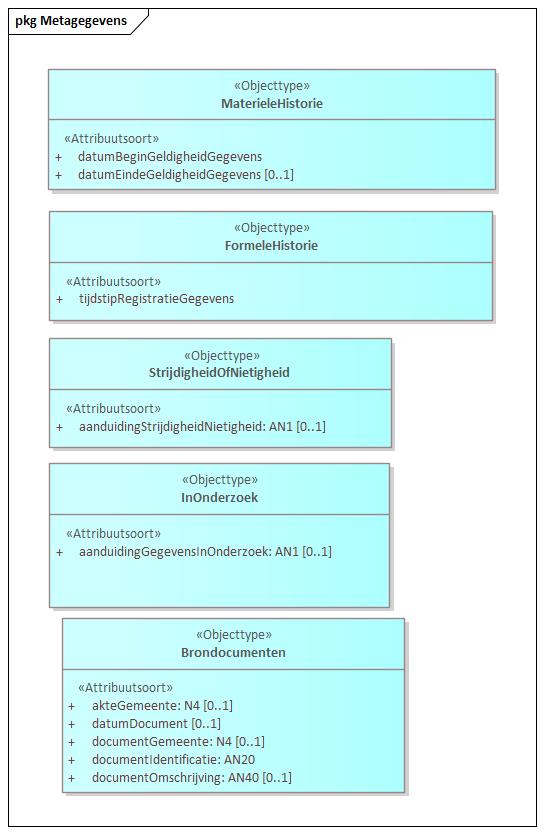 pkg Metagegevens
«Objecttype»
MaterieleHistorie
«Attribuutsoort»
+ datumBeginGeldigheidGegevens
+ datumEindeGeldigheidGegevens [0..1]
«Objecttype»
FormeleHistorie
«Attribuutsoort»
+ tijdstipRegistratieGegevens
«Objecttype»
StrijdigheidOfNietigheid
«Attribuutsoort»
+ aanduidingStrijdigheidNietigheid: AN1 [0..1]
«Objecttype»
InOnderzoek
«Attribuutsoort»
+ aanduidingGegevensInOnderzoek: AN1 [0..1]
«Objecttype»
Brondocumenten
«Attribuutsoort»
+ akteGemeente: N4 [0..1]
+ datumDocument [0..1]
+ documentGemeente: N4 [0..1]
+ documentIdentificatie: AN20
+ documentOmschrijving: AN40 [0..1]